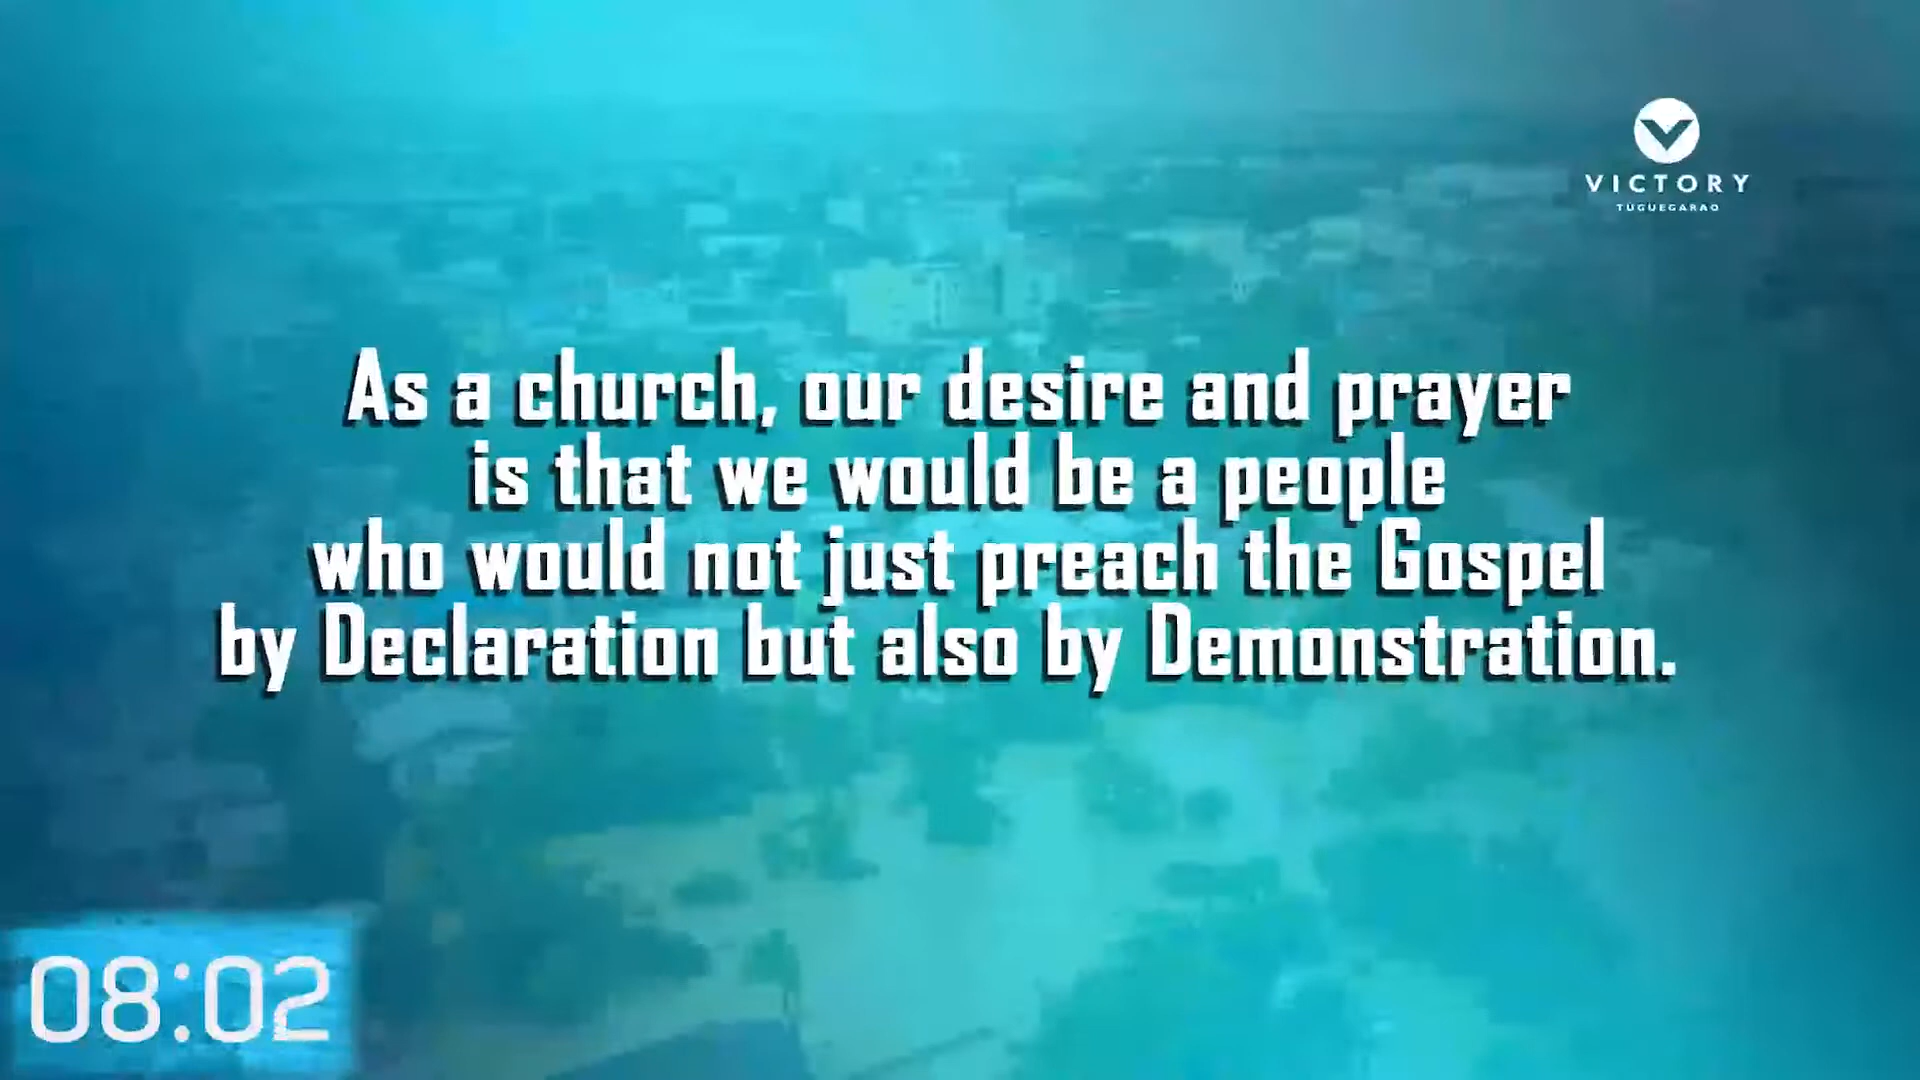 VICTORY
TUGUEGARAO
As a church, our desire and prayer
is that we would be a people
who would not just preach the Gospel
by Declaration but also by Demonstration.
08:02